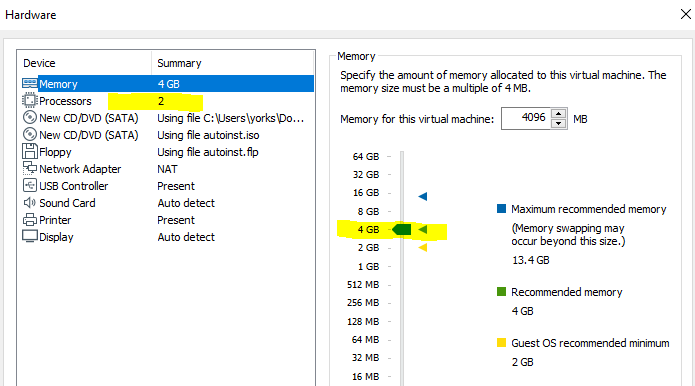 Hardware
Device Summary
Memory 4 GB
Processors 2
New CD/DVD (SATA) Using file C:\Users\yorks\Do...
New CD/DVD (SATA) Using file autoinst.iso
Floppy Using file autoinst.flp
Network Adapter NAT
USB Controller Present
Sound Card Auto detect
Printer Present
Display Auto detect
Memory
Specify the amount of memory allocated to this virtual machine. The
memory size must be a multiple of 4 MB.
Memory for this virtual machine: 4096 MB
64 GB
32 GB
16 GB
8 GB
4 GB
2 GB
1 GB
512 MB
256 MB
128 MB
64 MB
32 MB
16 MB
Maximum recommended memory
(Memory swapping may
occur beyond this size.)
13.4 GB
Recommended memory
4 GB
Guest OS recommended minimum
2 GB